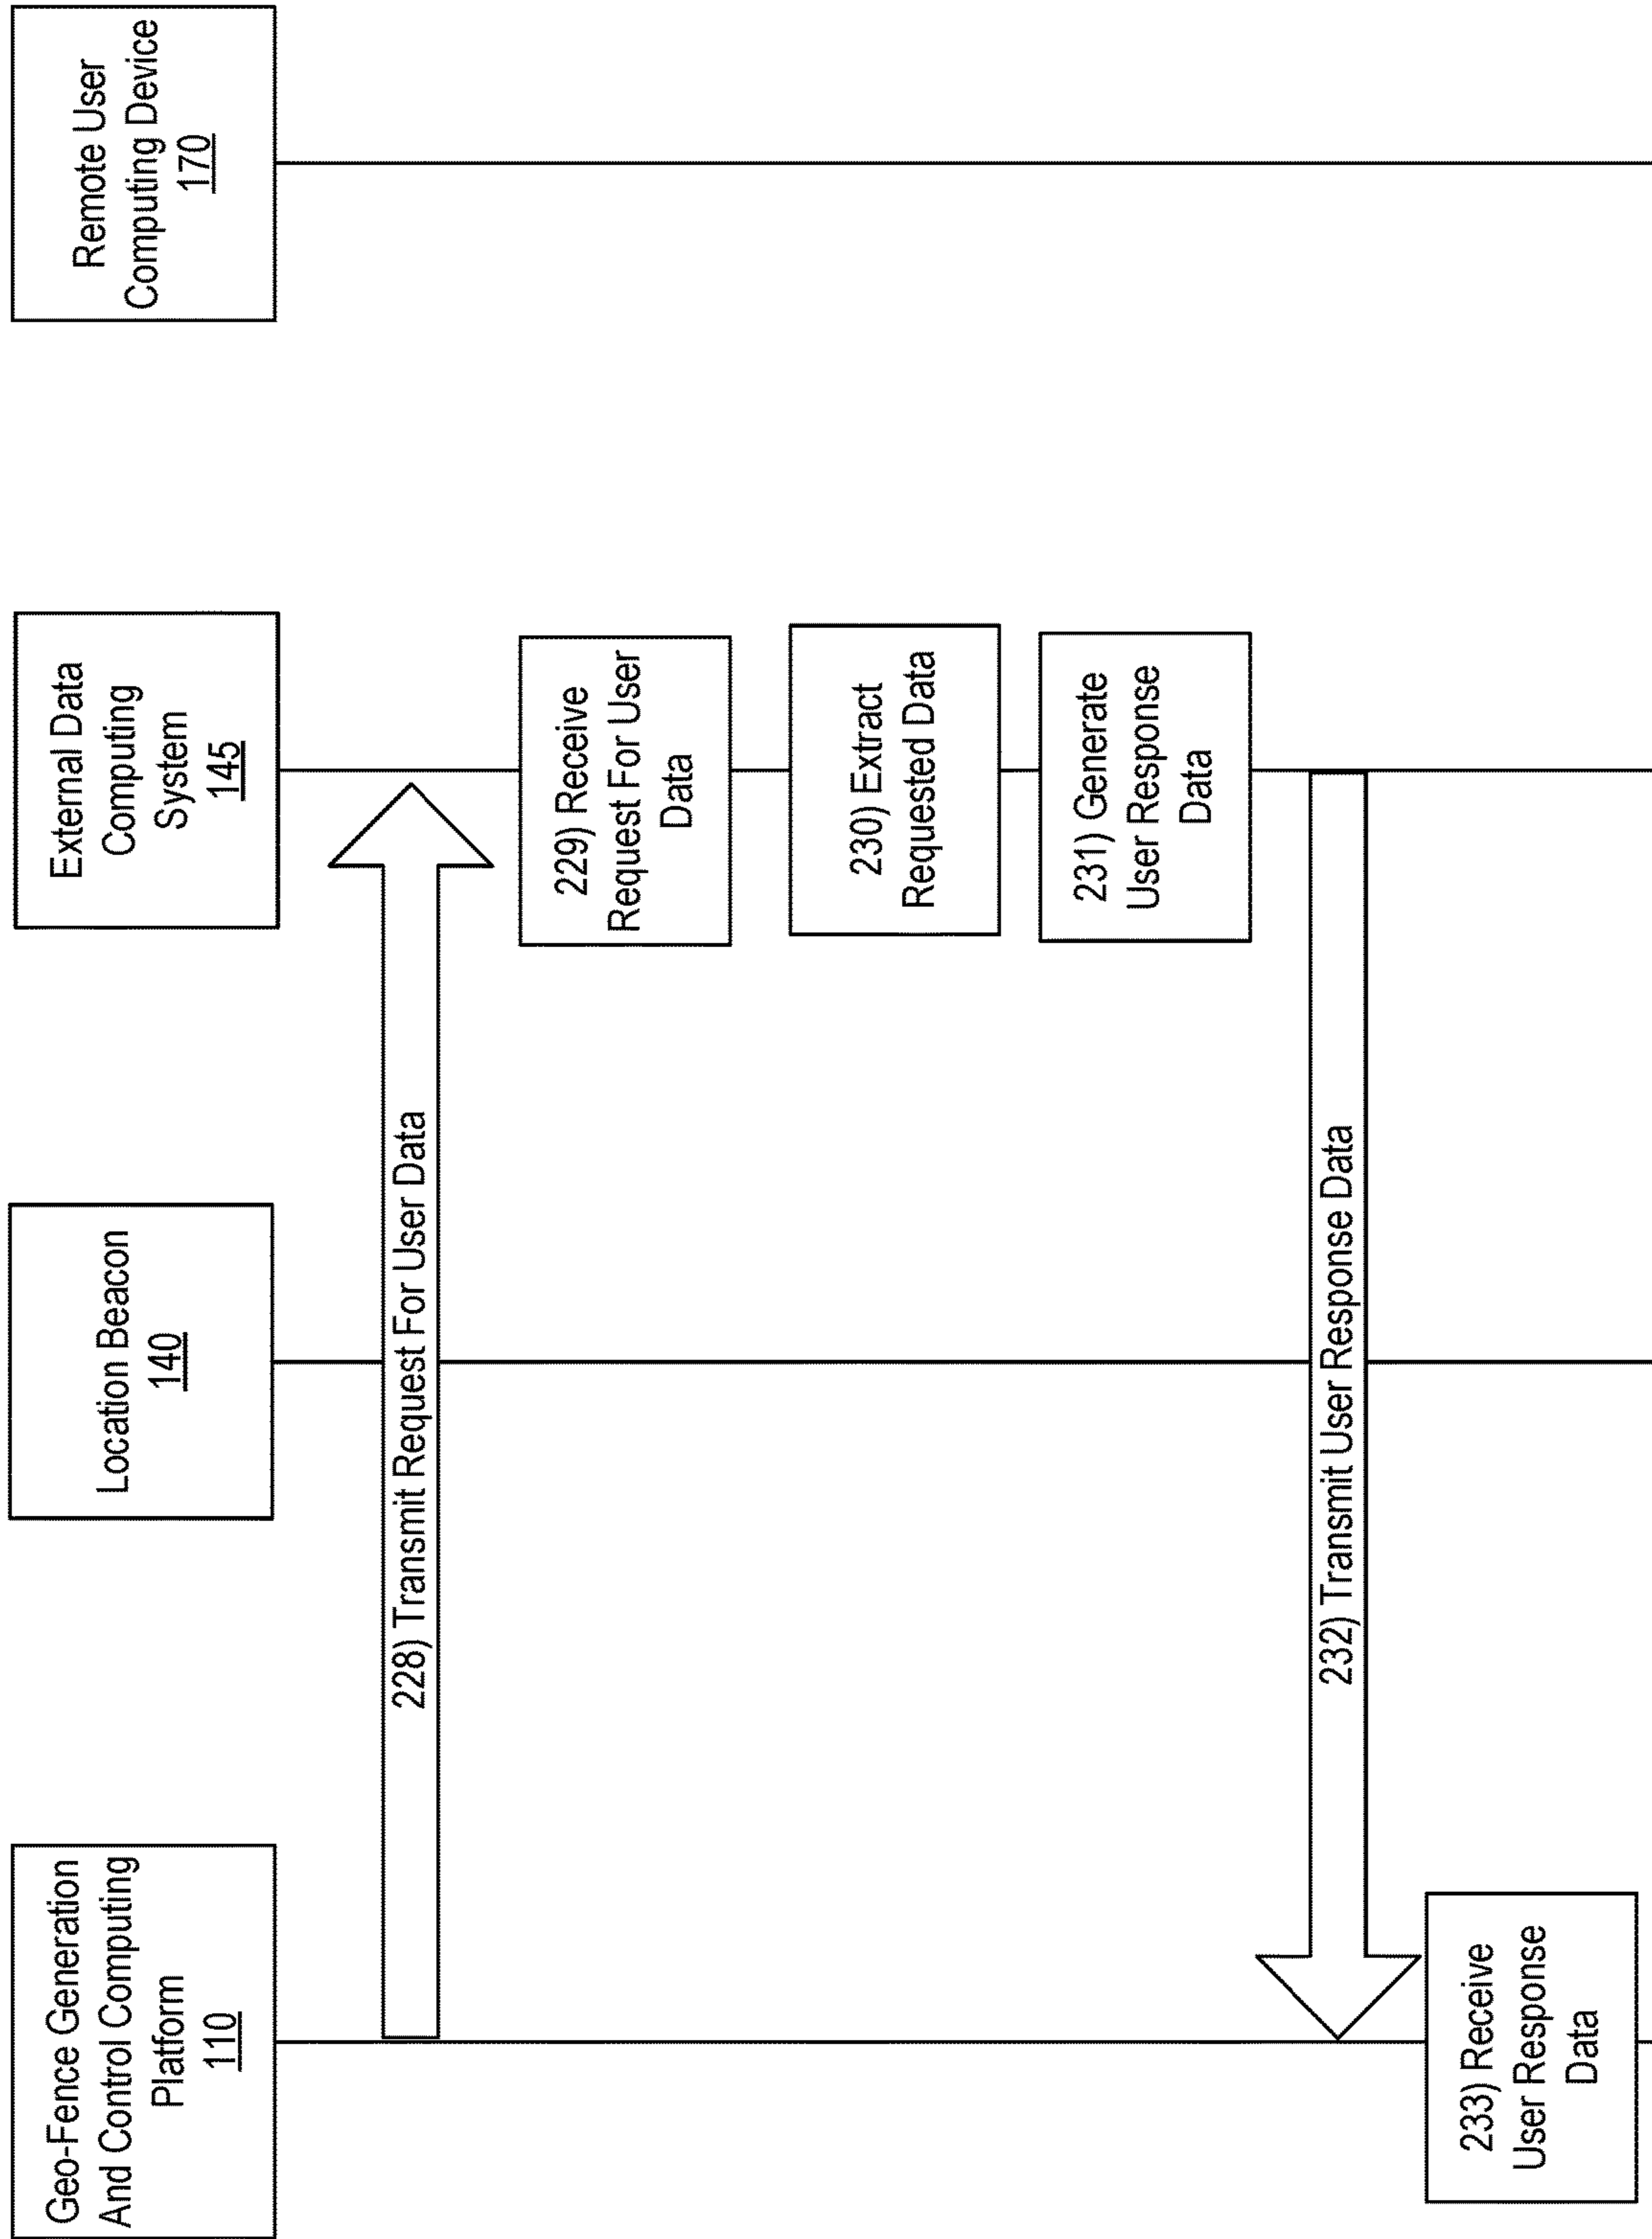 Geo-Fence Generation
And Control Computing
Platform
110
Location Beacon
140
External Data
Computing
System
145
Remote User
Computing Device
170
228) Transmit Request For User Data
229) Receive
Request For User
Data
230) Extract
Requested Data
231) Generate
User Response
Data
232) Transmit User Response Data
233) Receive
User Response
Data